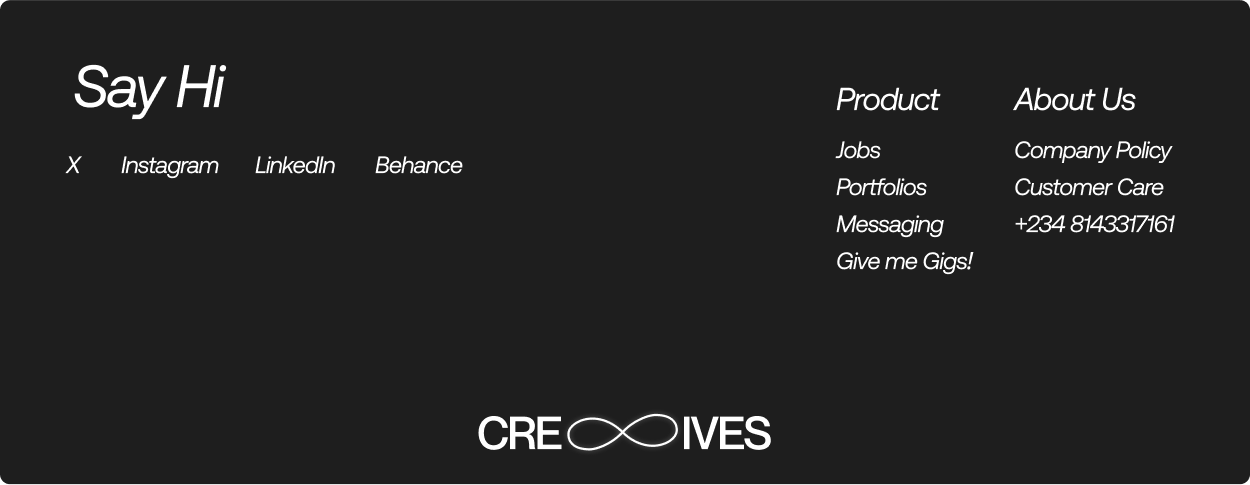 Say Hi
X Instagram LinkedIn Behance
Product
Jobs
Portfolios
Messaging
Give me Gigs!
About Us
Company Policy
Customer Care
+234 8143317161
CRE∞IVES